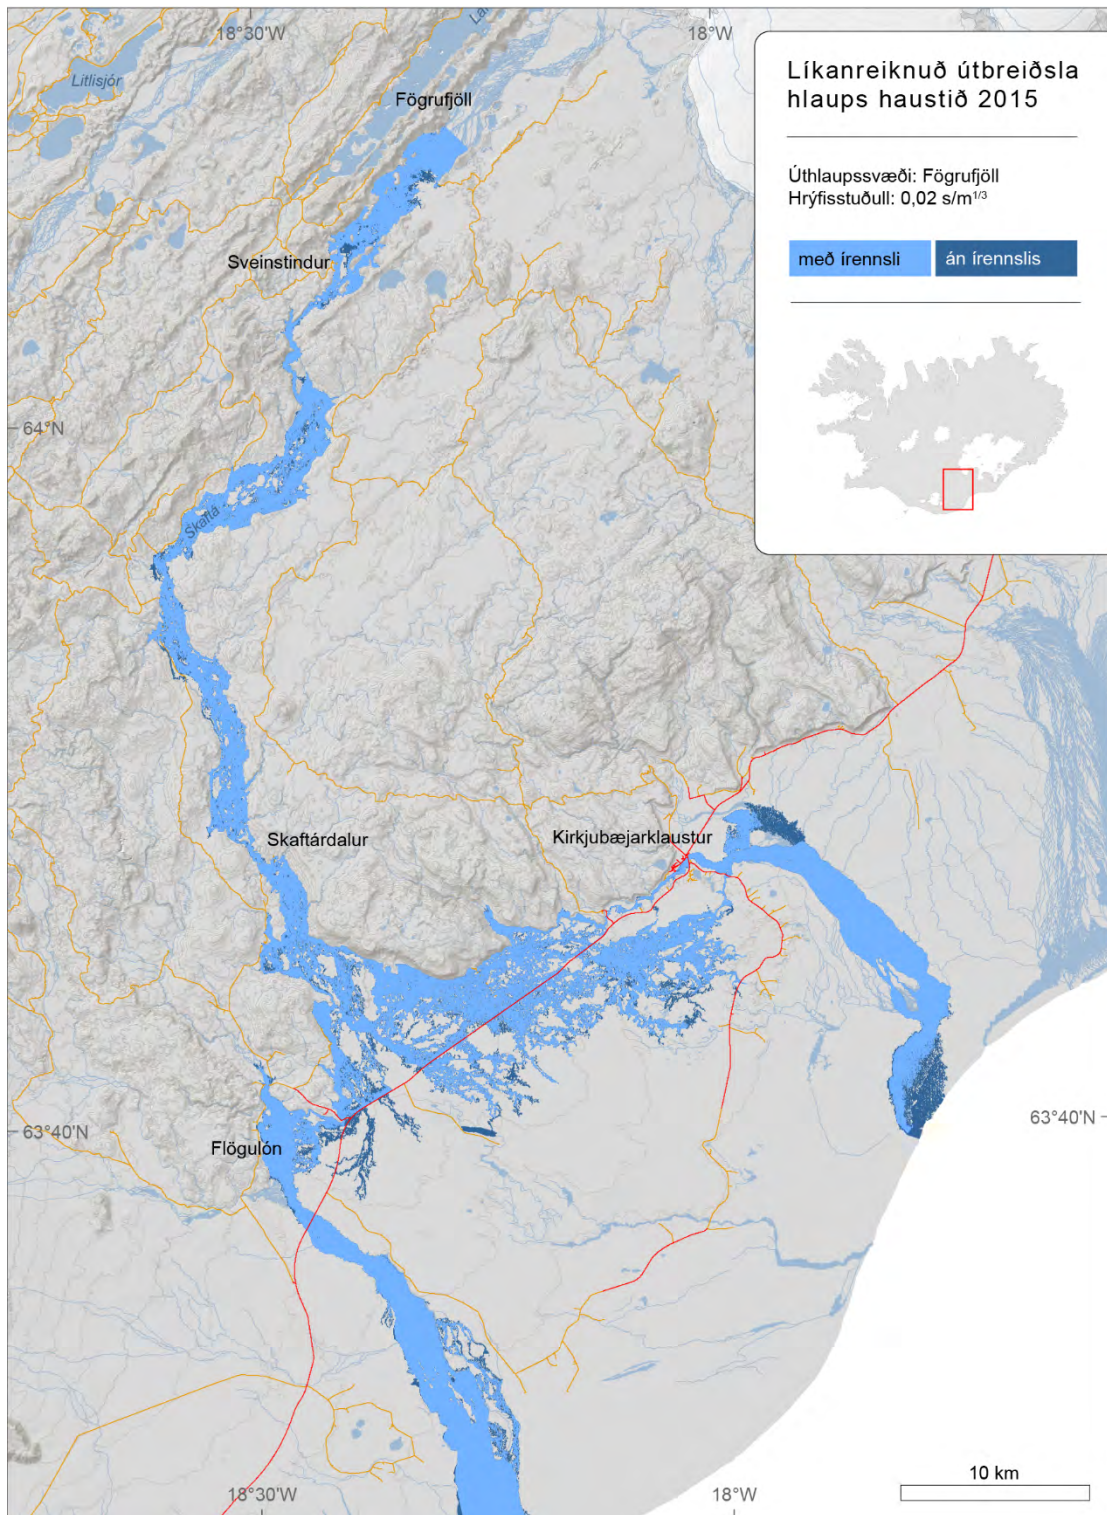 18°30'W
18°W
Litlisjór
Fögrufjöll
Líkanreiknuð útbreiðsla
hlaups haustið 2015
Úthlaupssvæði: Fögrufjöll
Hrýfisstuðull: 0,02 s/m1/3
með írennsli
án írennslis
Sveinstindur
64°N
Skaftá
Skaftárdalur
Kirkjubæjarklaustur
63°40'N
63°40'N
Flögulón
10 km
18°30'W
18°W